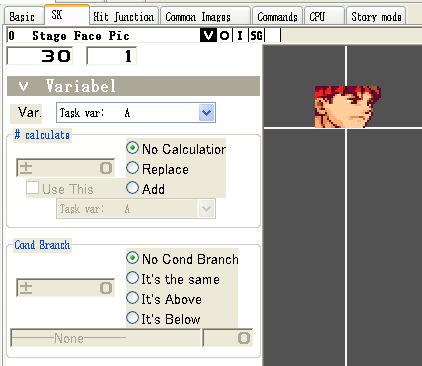 Basic SK Hit Junction Common Images Commands CPU Story mode
0 Stage Face Pic V O I SG
30 1
Variabel
Var. Task var: A
# calculate
No Calculation
± 0 Replace
Use This Add
Task var: A
Cond Branch
No Cond Branch
± 0 It's the same
It's Above
It's Below
None 0